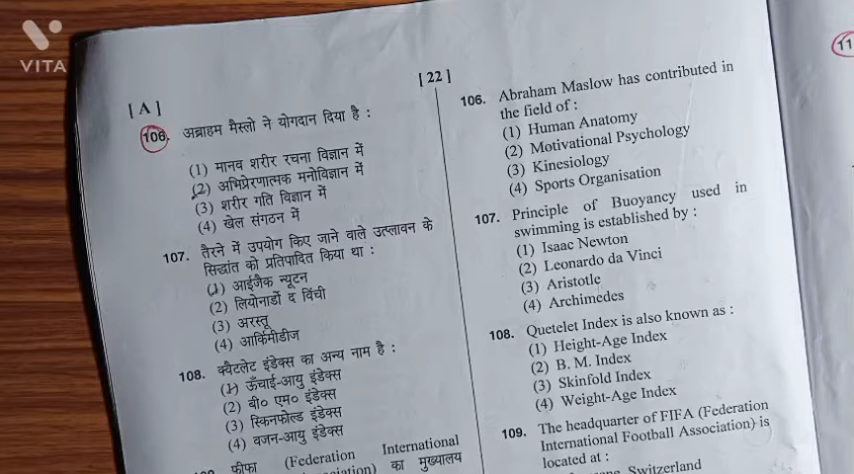 VITA
[ 22 ]
[ A ]
106. अब्राहम मैस्लो ने योगदान दिया है :
(1) मानव शरीर रचना विज्ञान में
(2) अभिप्रेरणात्मक मनोविज्ञान में
(3) शरीर गति विज्ञान में
(4) खेल संगठन में
107. तैरने में उपयोग किए जाने वाले उत्प्लावन के
सिद्धांत को प्रतिपादित किया था :
(1) आईजैक न्यूटन
(2) लियोनार्डो द विंची
(3) अरस्तू
(4) आर्किमीडीज
108. क्वैटलेट इंडेक्स का अन्य नाम है :
(1) ऊँचाई-आयु इंडेक्स
(2) बी० एम० इंडेक्स
(3) स्किनफोल्ड इंडेक्स
(4) वजन-आयु इंडेक्स
फीफा (Federation International
का मुख्यालय
106. Abraham Maslow has contributed in
the field of :
(1) Human Anatomy
(2) Motivational Psychology
(3) Kinesiology
(4) Sports Organisation
107. Principle of Buoyancy used in
swimming is established by :
(1) Isaac Newton
(2) Leonardo da Vinci
(3) Aristotle
(4) Archimedes
108. Quetelet Index is also known as :
(1) Height-Age Index
(2) B. M. Index
(3) Skinfold Index
(4) Weight-Age Index
109. The headquarter of FIFA (Federation
International Football Association) is
located at :
Switzerland
11